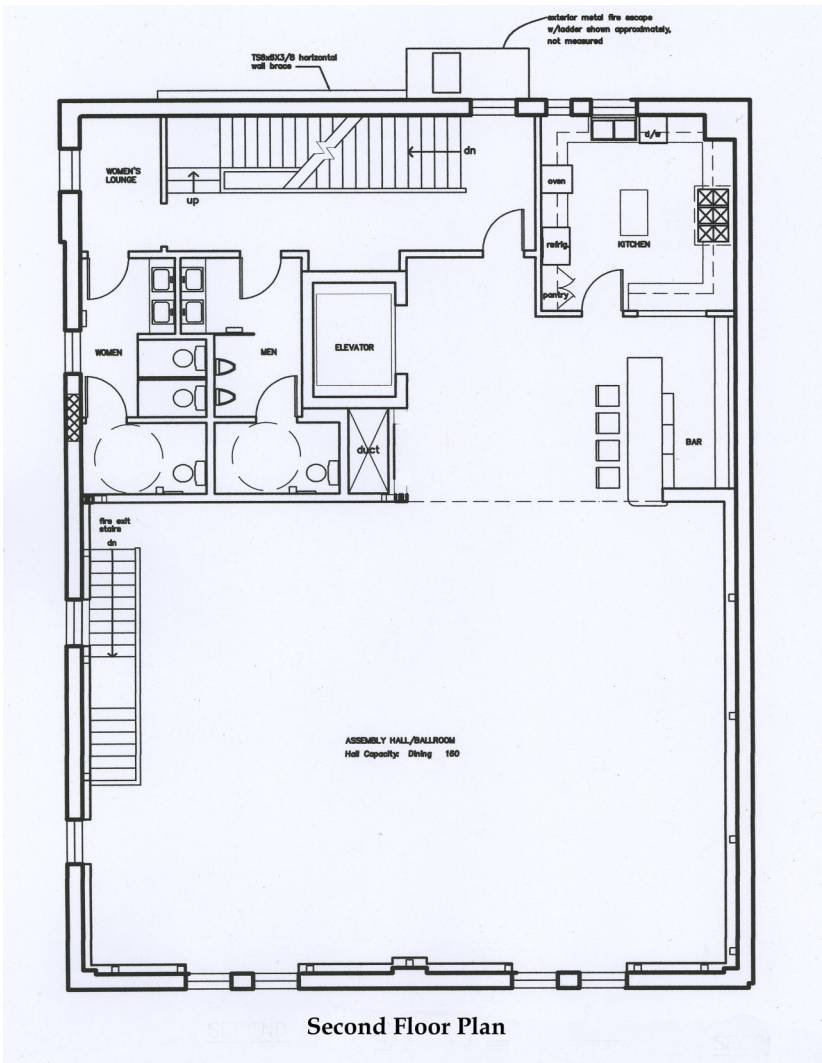 exterior metal fire escape
w/ladder shown approximately,
not measured
TS8x6X3/8 horizontal
wall brace
WOMEN'S
LOUNGE
up
dn
d/w
oven
refrig.
KITCHEN
pantry
WOMEN
MEN
ELEVATOR
duct
BAR
fire exit
stairs
dn
ASSEMBLY HALL/BALLROOM
Hall Capacity: Dining 160
Second Floor Plan